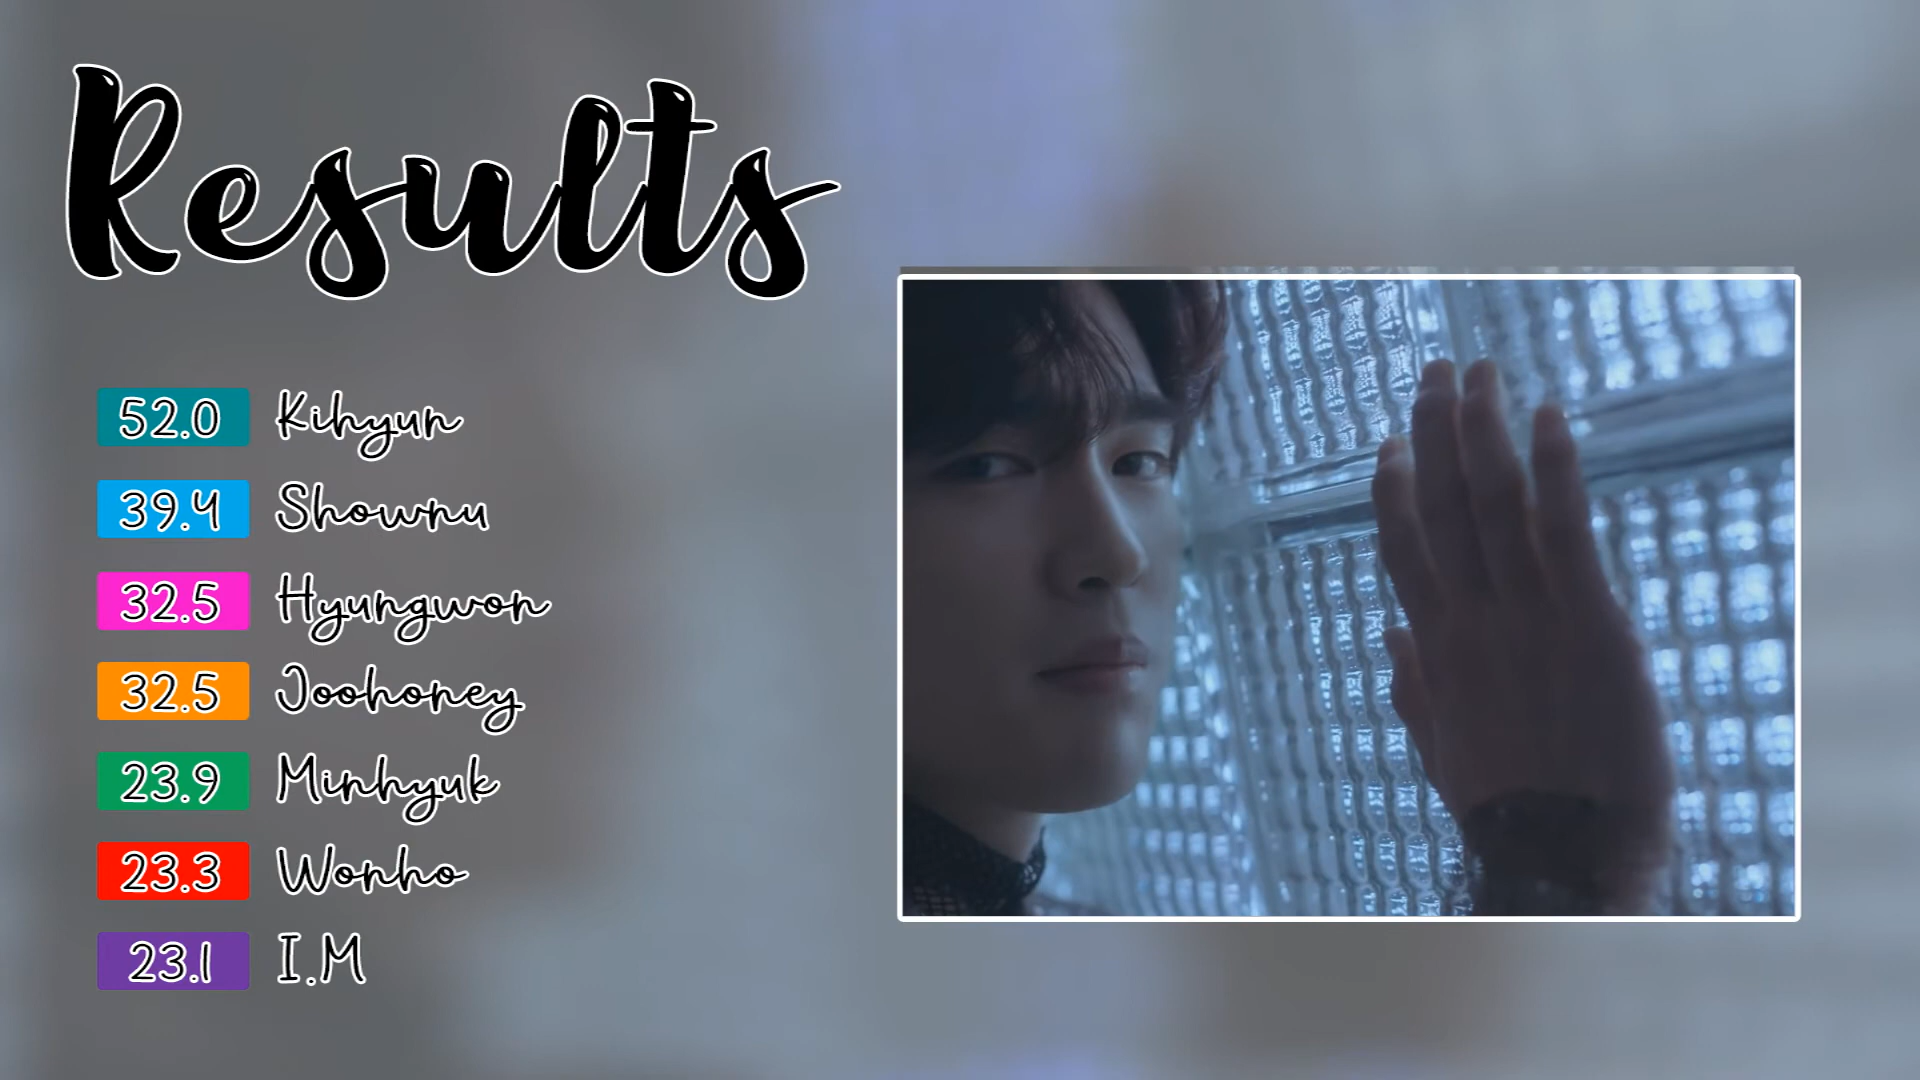 Results
52.0 Kihyun
39.4 Shownu
32.5 Hyungwon
32.5 Joohoney
23.9 Minhyuk
23.3 Wonho
23.1 I.M